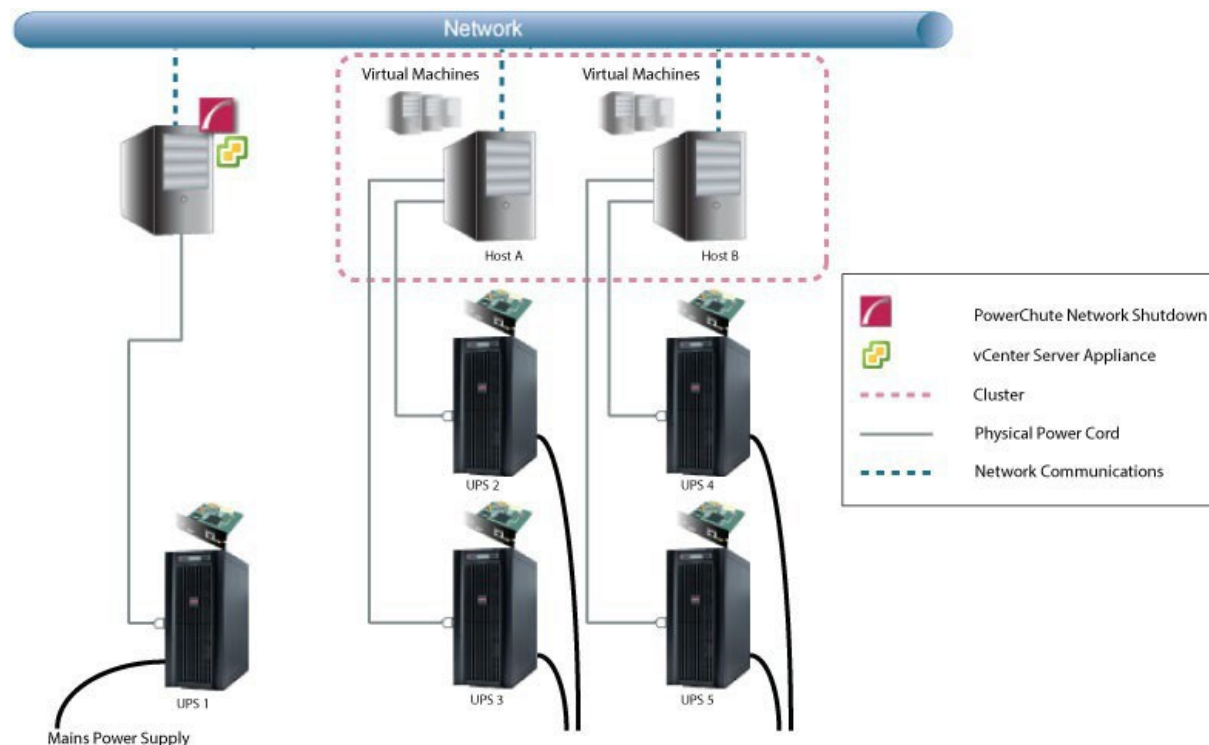 Network
Virtual Machines
Virtual Machines
Host A
Host B
PowerChute Network Shutdown
vCenter Server Appliance
Cluster
Physical Power Cord
Network Communications
UPS 2
UPS 4
UPS 1
UPS 3
UPS 5
Mains Power Supply